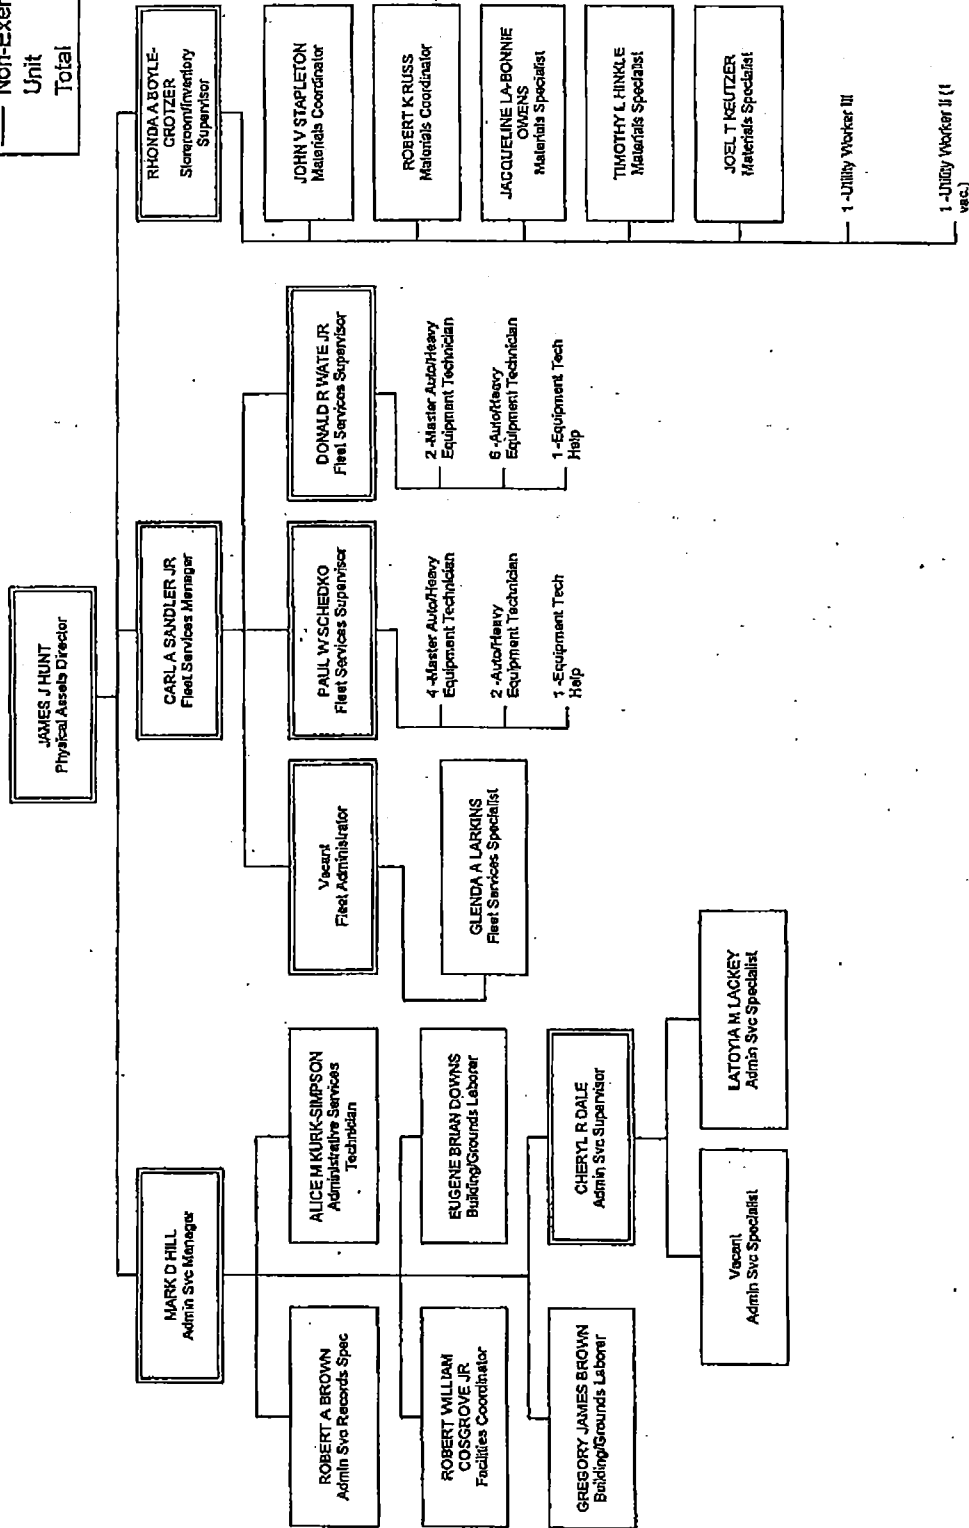 Non-Exem
Unit
Total
JAMES J HUNT
Physical Assets Director
MARK D HILL
Admin Svc Manager
CARL A SANDLER JR
Fleet Services Manager
RHONDA A BOYLE-
GROTZER
Storeroom/Inventory
Supervisor
ROBERT A BROWN
Admin Svc Records Spec
ALICE M KURK-SIMPSON
Administrative Services
Technician
ROBERT WILLIAM
COSGROVE JR
Facilities Coordinator
EUGENE BRIAN DOWNS
Building/Grounds Laborer
GREGORY JAMES BROWN
Building/Grounds Laborer
CHERYL R DALE
Admin Svc Supervisor
Vacant
Admin Svc Specialist
LATOYIA M LACKEY
Admin Svc Specialist
Vacant
Fleet Administrator
GLENDA A LARKINS
Fleet Services Specialist
PAUL W SCHEDKO
Fleet Services Supervisor
4 -Master Auto/Heavy
Equipment Technician
2 -Auto/Heavy
Equipment Technician
1 -Equipment Tech
Help
DONALD R WATE JR
Fleet Services Supervisor
2 -Master Auto/Heavy
Equipment Technician
6 -Auto/Heavy
Equipment Technician
1 -Equipment Tech
Help
JOHN V STAPLETON
Materials Coordinator
ROBERT K RUSS
Materials Coordinator
JACQUELINE LA-BONNIE
OWENS
Materials Specialist
TIMOTHY L HINKLE
Materials Specialist
JOEL T KEUTZER
Materials Specialist
1 -Utility Worker III
1 -Utility Worker II (1
vac.)